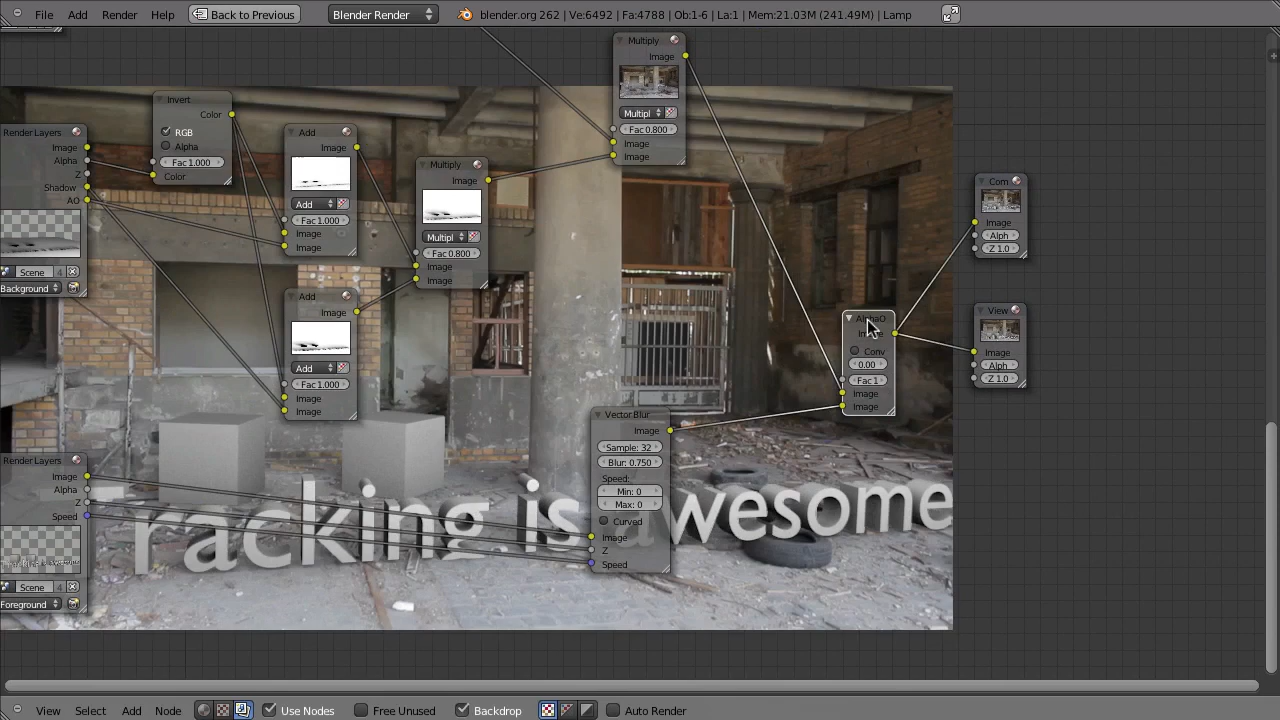 File Add Render Help Back to Previous Blender Render blender.org 262 | Ve:6492 | Fa:4788 | Ob:1-6 | La:1 | Mem:21.03M (241.49M) | Lamp
Multiply
Image
Multipl
Fac 0.800
Image
Image
Invert
Color
RGB
Alpha
Fac 1.000
Color
Render Layers
Image
Alpha
Z
Shadow
AO
Scene 4
Background
Add
Image
Add
Fac 1.000
Image
Image
Multiply
Image
Multipl
Fac 0.800
Image
Image
Add
Image
Add
Fac 1.000
Image
Image
Com
Image
Alph
Z 1.0
AlphaO
Conv
0.00
Fac 1
Image
Image
View
Image
Alph
Z 1.0
Vector Blur
Image
Sample: 32
Blur: 0.750
Speed:
Min: 0
Max: 0
Curved
Image
Z
Speed
Render Layers
Image
Alpha
Z
Speed
Scene 4
Foreground
racking is awesome
View Select Add Node Use Nodes Free Unused Backdrop Auto Render